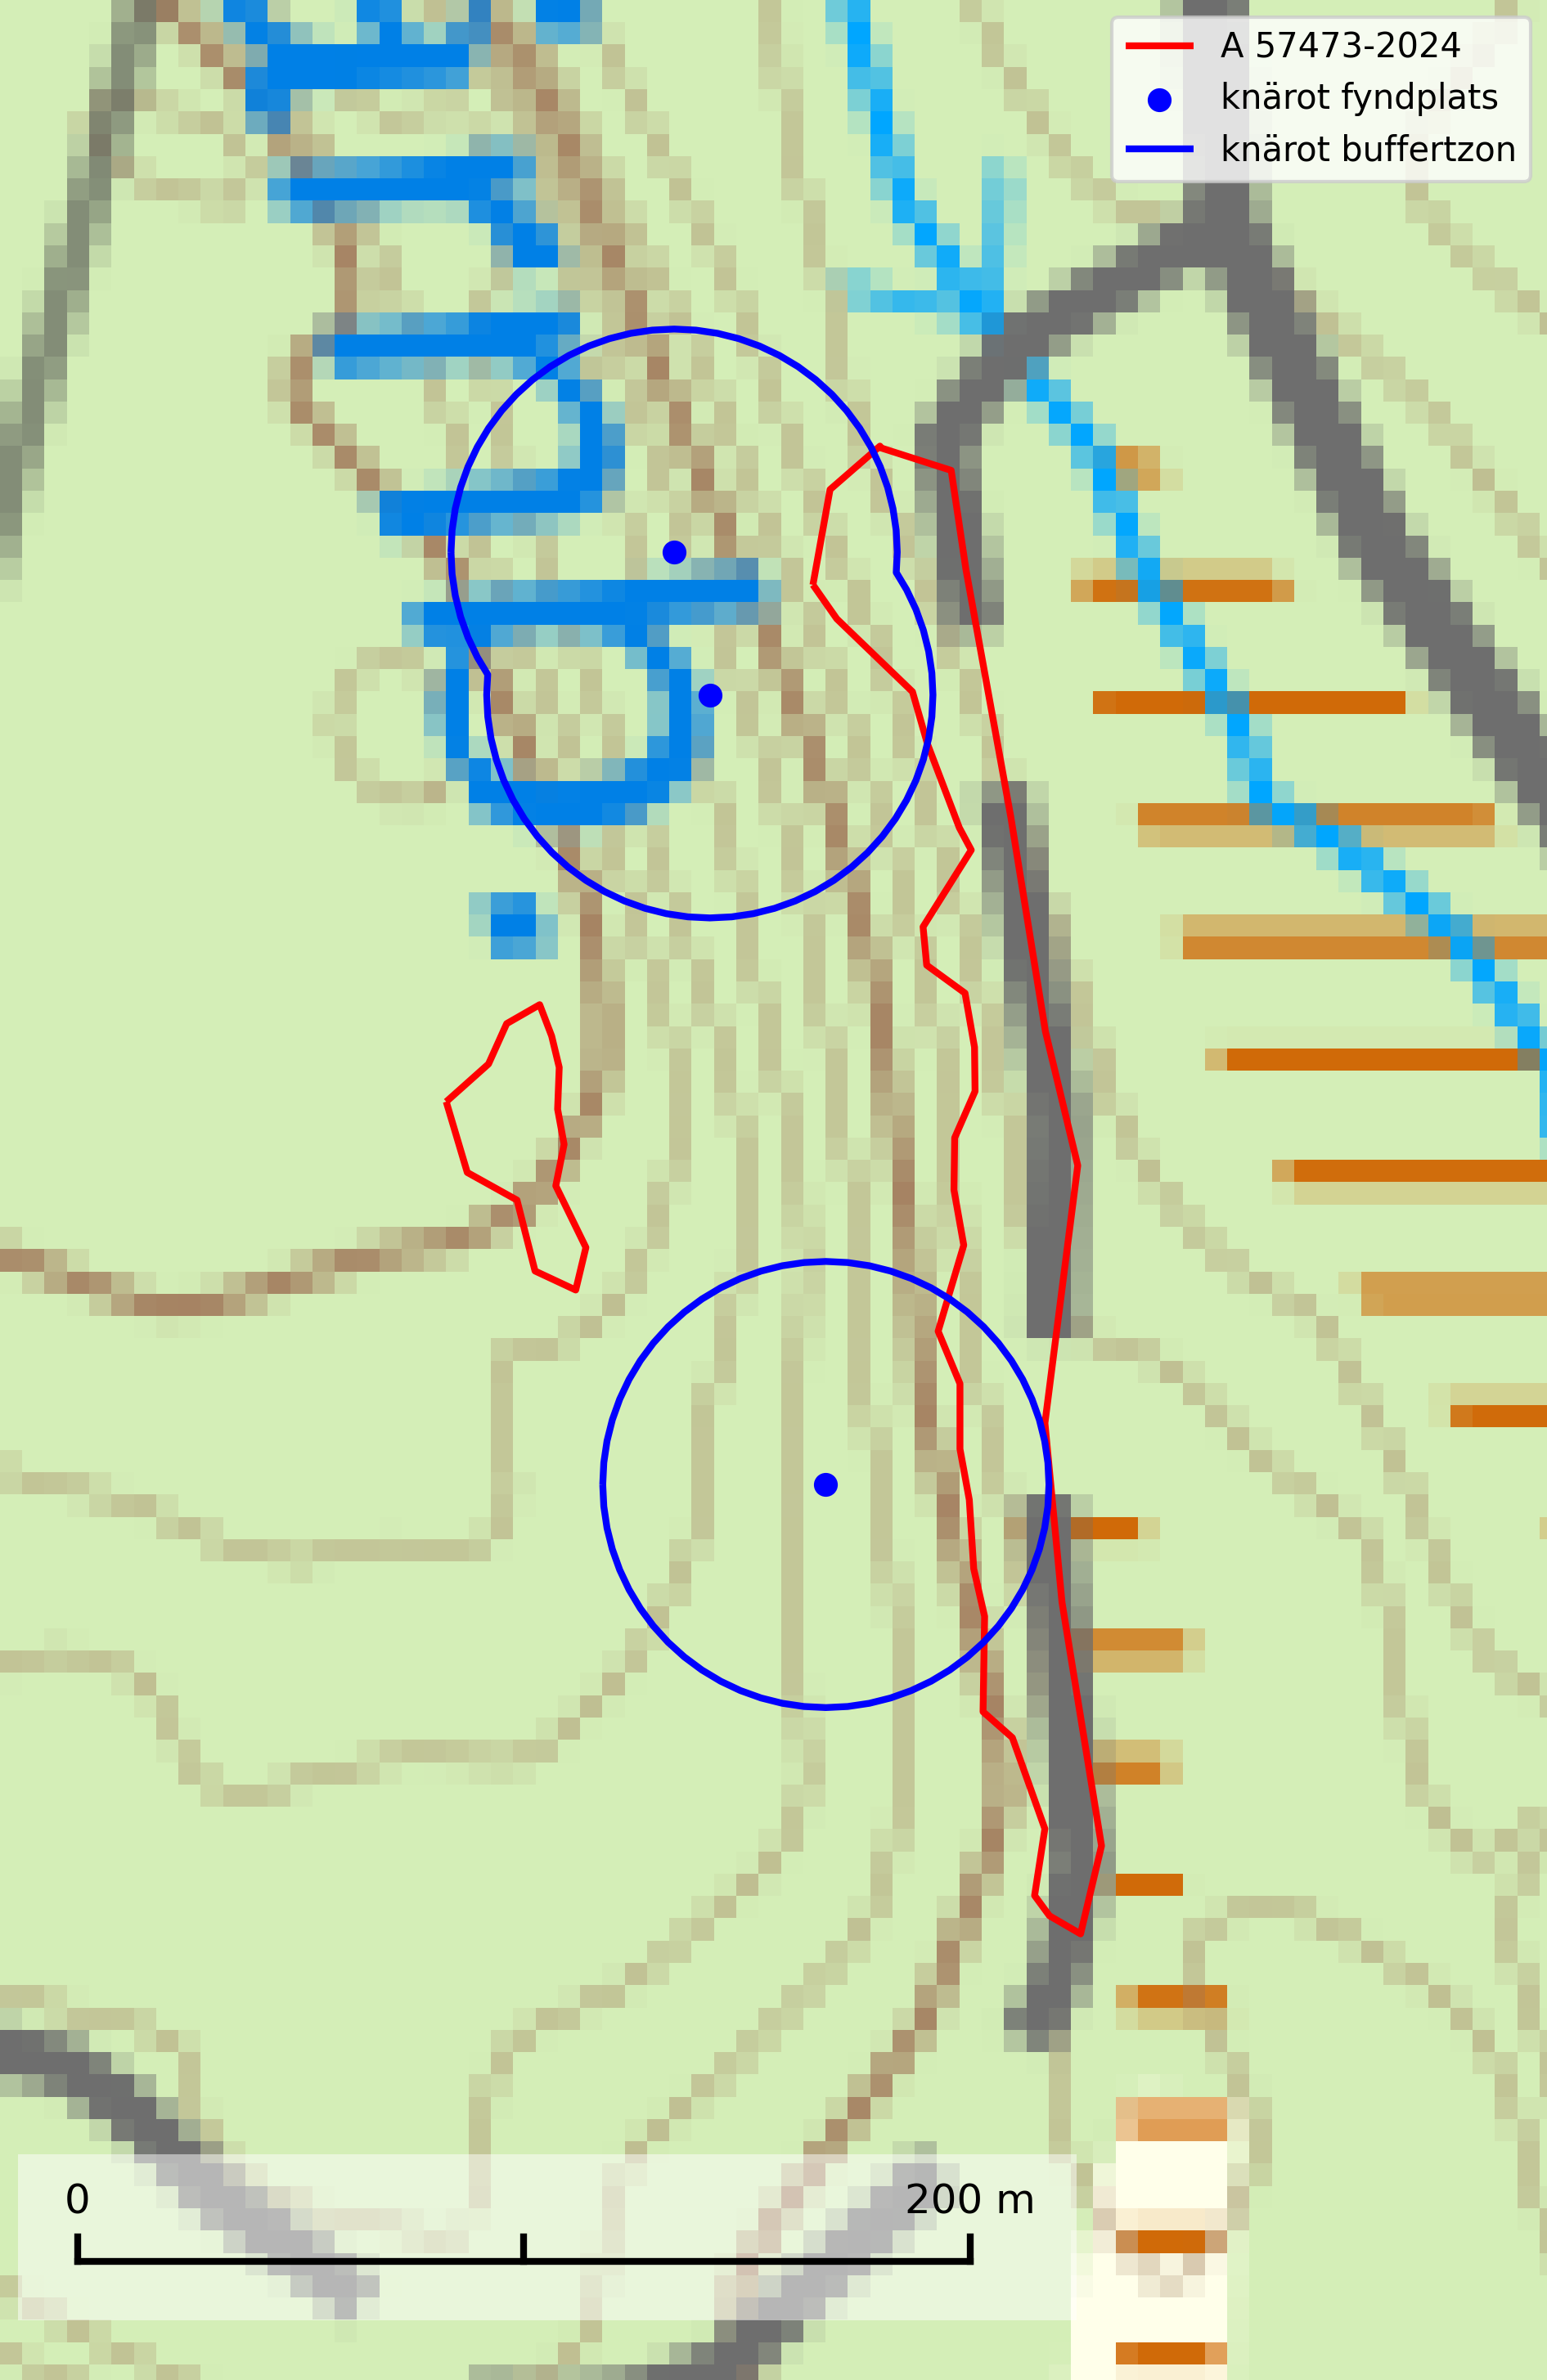 A 57473-2024
knärot fyndplats
knärot buffertzon
0 200 m